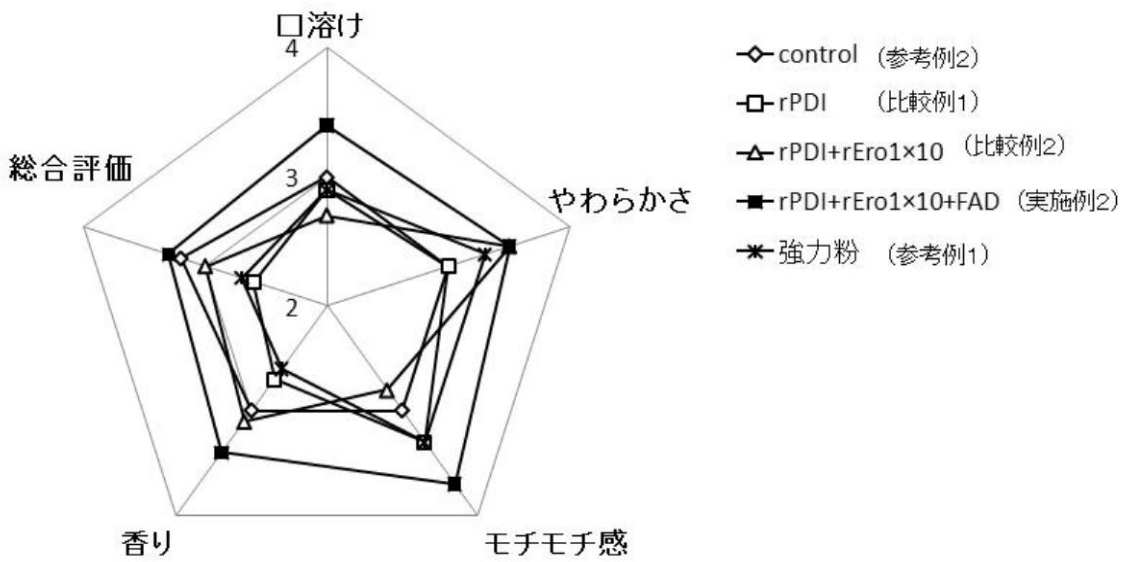 口溶け
4
3
2
やわらかさ
モチモチ感
香り
総合評価
control (参考例2)
rPDI (比較例1)
rPDI+rEro1×10 (比較例2)
rPDI+rEro1×10+FAD (実施例2)
強力粉 (参考例1)